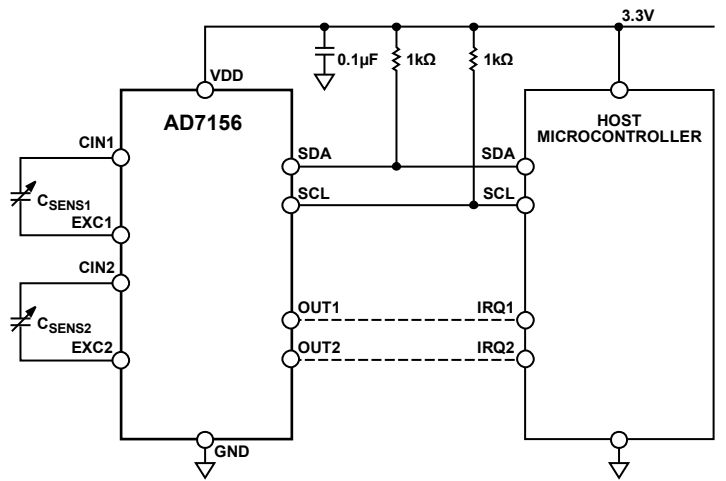 3.3V
0.1µF
1kΩ
1kΩ
VDD
AD7156
HOST
MICROCONTROLLER
CIN1
SDA
SDA
CSENS1
SCL
SCL
EXC1
CIN2
OUT1
IRQ1
CSENS2
EXC2
OUT2
IRQ2
GND